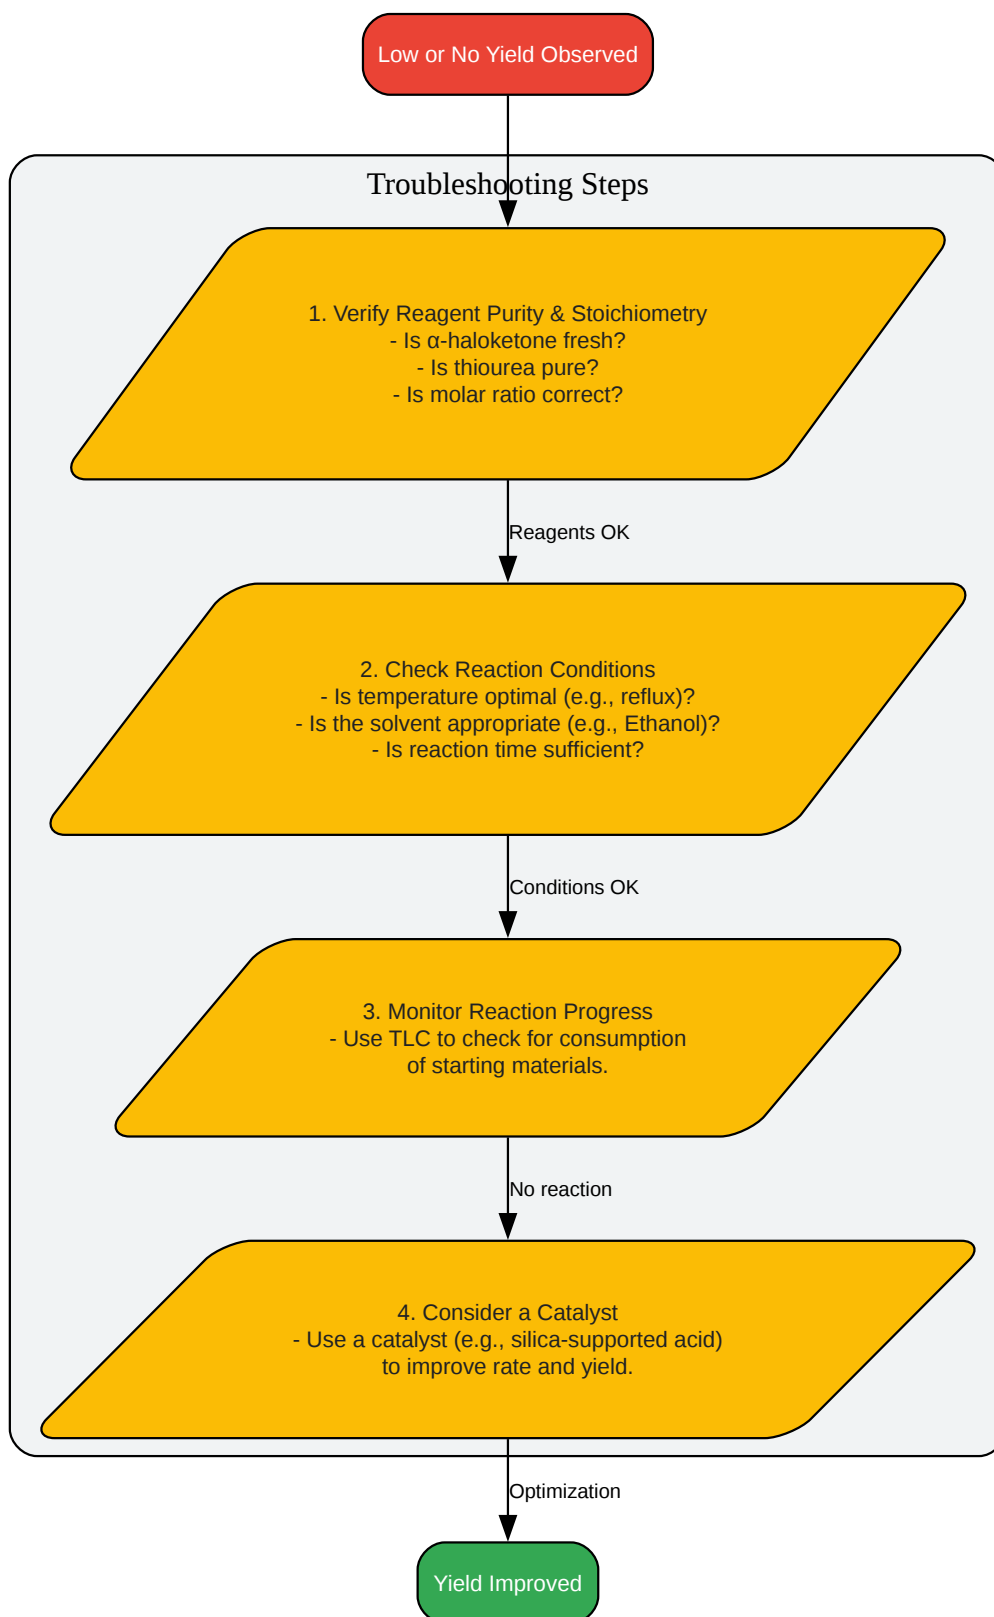 Low or No Yield Observed
Troubleshooting Steps
1. Verify Reagent Purity & Stoichiometry
- Is α-haloketone fresh?
- Is thiourea pure?
- Is molar ratio correct?
Reagents OK
2. Check Reaction Conditions
- Is temperature optimal (e.g., reflux)?
- Is the solvent appropriate (e.g., Ethanol)?
- Is reaction time sufficient?
Conditions OK
3. Monitor Reaction Progress
- Use TLC to check for consumption
of starting materials.
No reaction
4. Consider a Catalyst
- Use a catalyst (e.g., silica-supported acid)
to improve rate and yield.
Optimization
Yield Improved